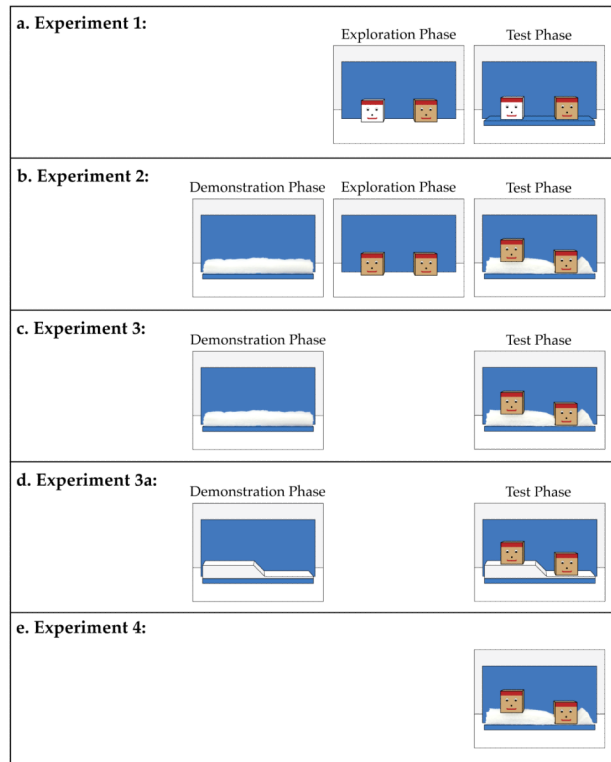 a. Experiment 1:
Exploration Phase Test Phase
b. Experiment 2:
Demonstration Phase Exploration Phase Test Phase
c. Experiment 3:
Demonstration Phase Test Phase
d. Experiment 3a:
Demonstration Phase Test Phase
e. Experiment 4: